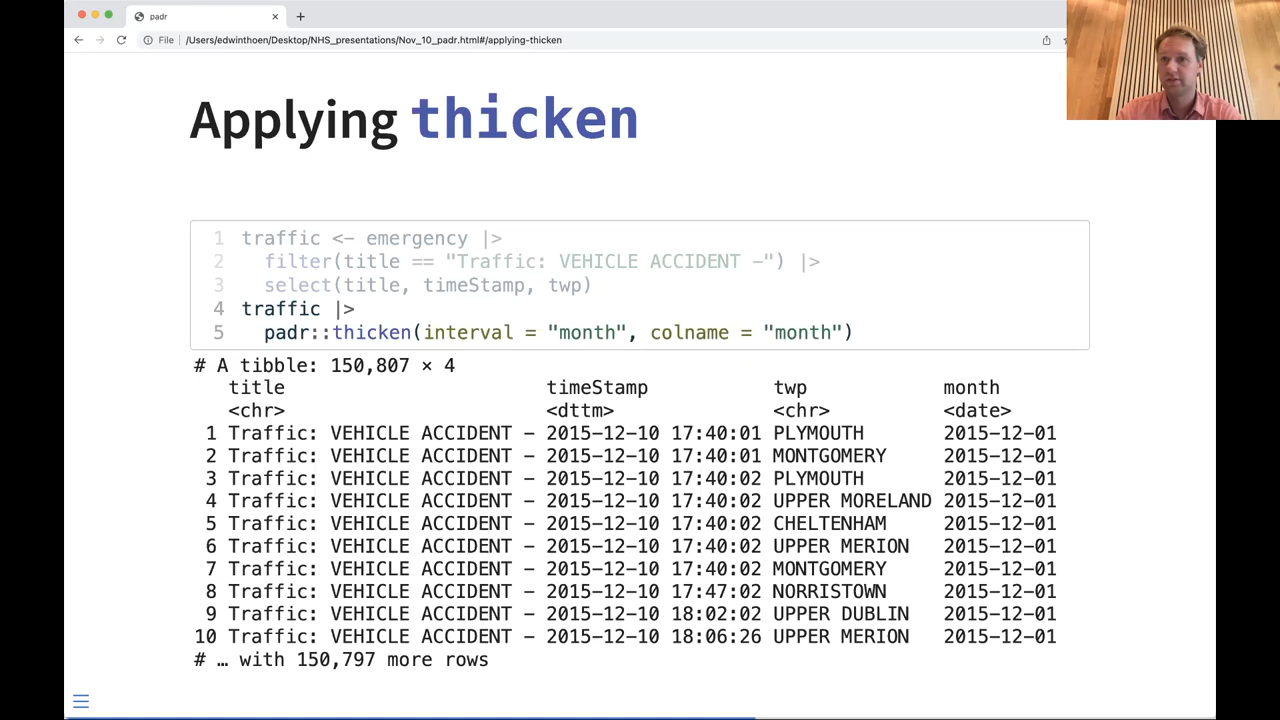 padr
File
/Users/edwinthoen/Desktop/NHS_presentations/Nov_10_padr.html#/applying-thicken
Applying thicken
1 traffic <- emergency |>
2 filter(title == "Traffic: VEHICLE ACCIDENT -") |>
3 select(title, timeStamp, twp)
4 traffic |>
5 padr::thicken(interval = "month", colname = "month")
# A tibble: 150,807 × 4
title timeStamp twp month
<chr> <dttm> <chr> <date>
1 Traffic: VEHICLE ACCIDENT - 2015-12-10 17:40:01 PLYMOUTH 2015-12-01
2 Traffic: VEHICLE ACCIDENT - 2015-12-10 17:40:01 MONTGOMERY 2015-12-01
3 Traffic: VEHICLE ACCIDENT - 2015-12-10 17:40:02 PLYMOUTH 2015-12-01
4 Traffic: VEHICLE ACCIDENT - 2015-12-10 17:40:02 UPPER MORELAND 2015-12-01
5 Traffic: VEHICLE ACCIDENT - 2015-12-10 17:40:02 CHELTENHAM 2015-12-01
6 Traffic: VEHICLE ACCIDENT - 2015-12-10 17:40:02 UPPER MERION 2015-12-01
7 Traffic: VEHICLE ACCIDENT - 2015-12-10 17:40:02 MONTGOMERY 2015-12-01
8 Traffic: VEHICLE ACCIDENT - 2015-12-10 17:47:02 NORRISTOWN 2015-12-01
9 Traffic: VEHICLE ACCIDENT - 2015-12-10 18:02:02 UPPER DUBLIN 2015-12-01
10 Traffic: VEHICLE ACCIDENT - 2015-12-10 18:06:26 UPPER MERION 2015-12-01
# … with 150,797 more rows